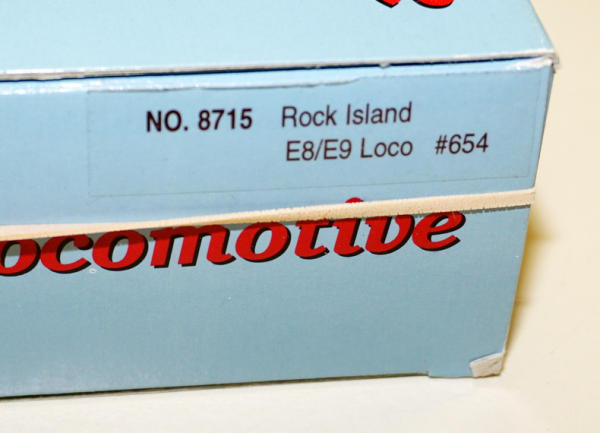 NO. 8715 Rock Island
E8/E9 Loco #654
ocomotive